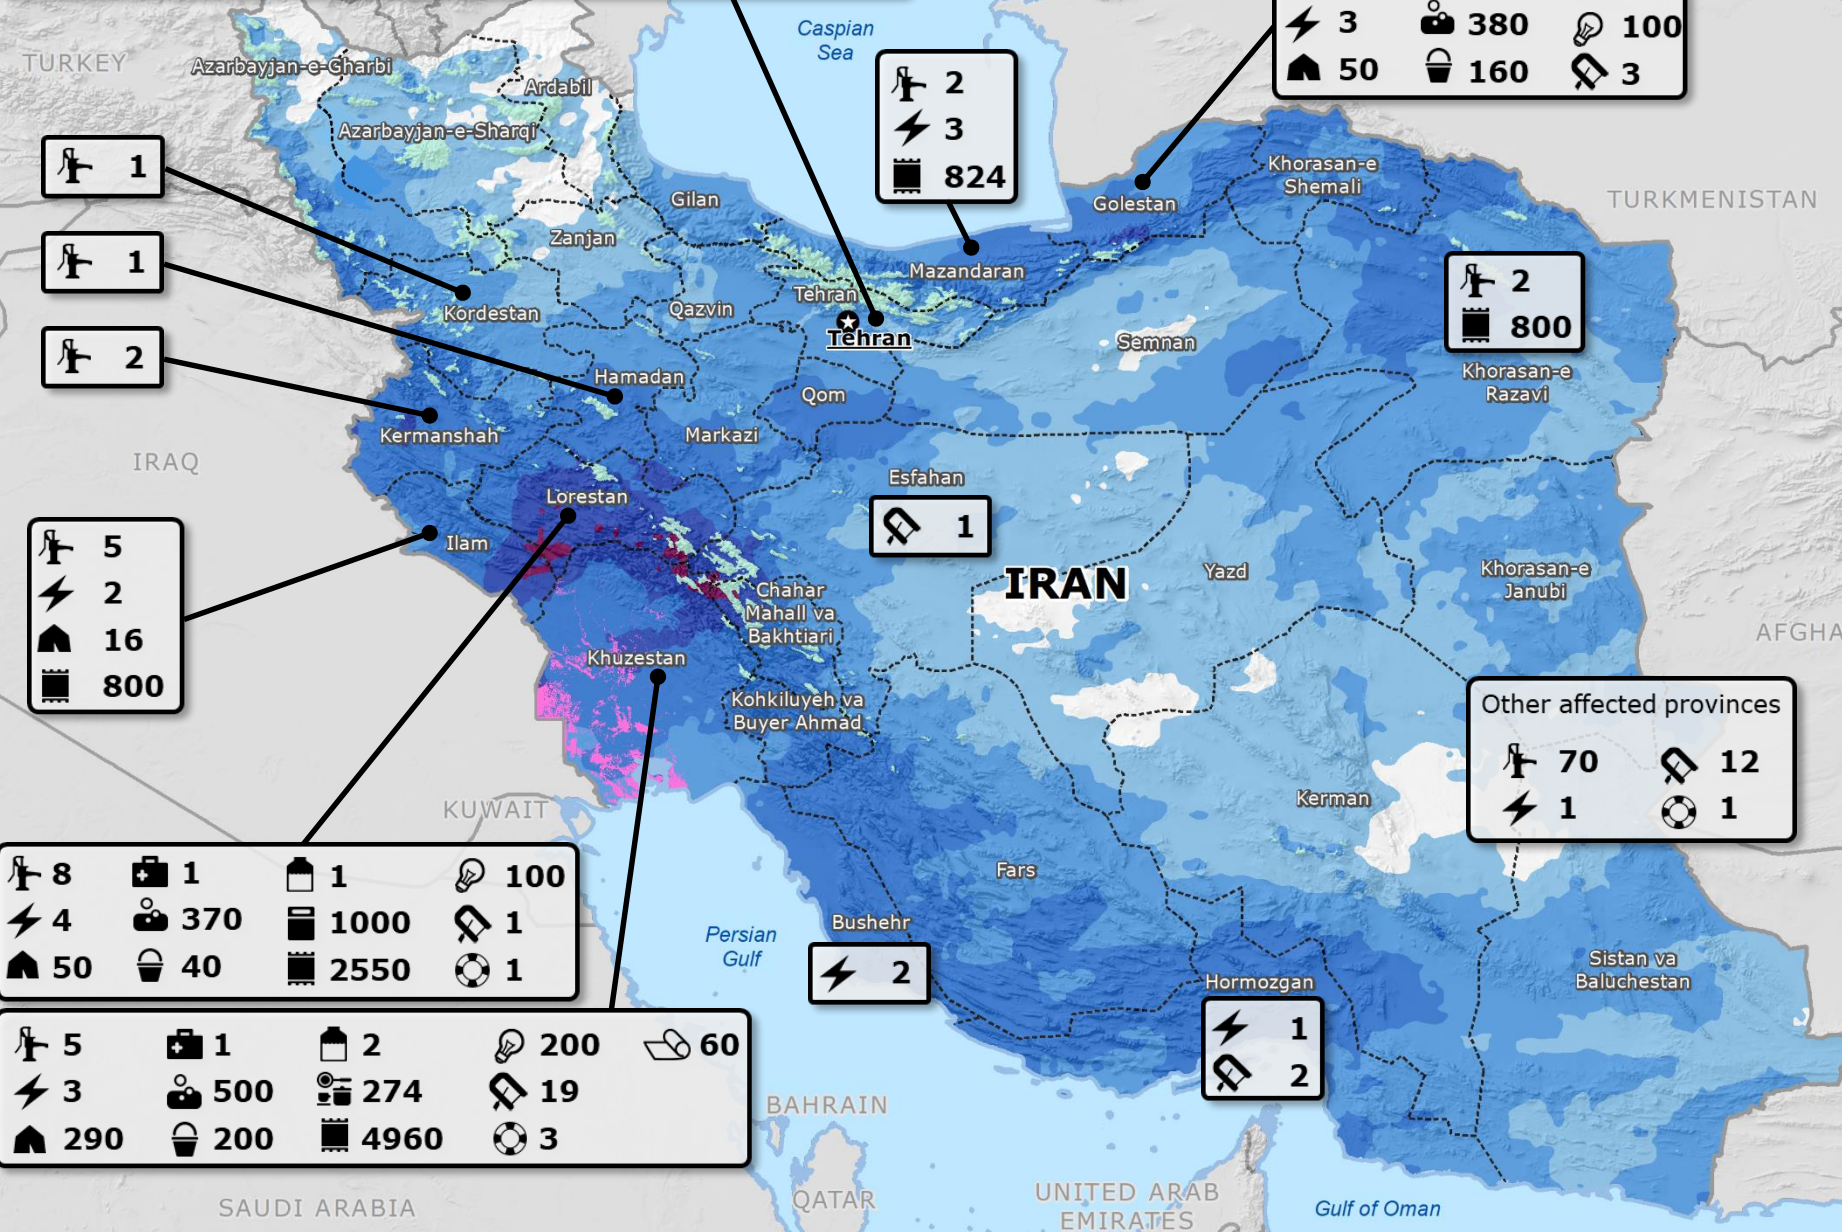 Caspian
Sea
3
380
100
50
160
3
TURKEY
Azarbayjan-e-Gharbi
Ardabil
Azarbayjan-e-Sharqi
2
3
824
1
Khorasan-e
Shemali
TURKMENISTAN
Gilan
Golestan
Zanjan
1
Mazandaran
Tehran
2
800
Kordestan
Qazvin
Tehran
Semnan
2
Hamadan
Qom
Khorasan-e
Razavi
Kermanshah
Markazi
IRAQ
Esfahan
1
Lorestan
5
2
16
800
Ilam
IRAN
Yazd
Khorasan-e
Janubi
Chahar
Mahall va
Bakhtiari
AFGHA
Khuzestan
Kohkiluyeh va
Buyer Ahmad
Other affected provinces
70
12
1
1
KUWAIT
Kerman
8
1
1
100
4
370
1000
1
50
40
2550
1
Fars
Bushehr
2
Persian
Gulf
Hormozgan
1
2
Sistan va
Baluchestan
5
1
2
200
60
3
500
274
19
290
200
4960
3
BAHRAIN
SAUDI ARABIA
QATAR
UNITED ARAB
EMIRATES
Gulf of Oman